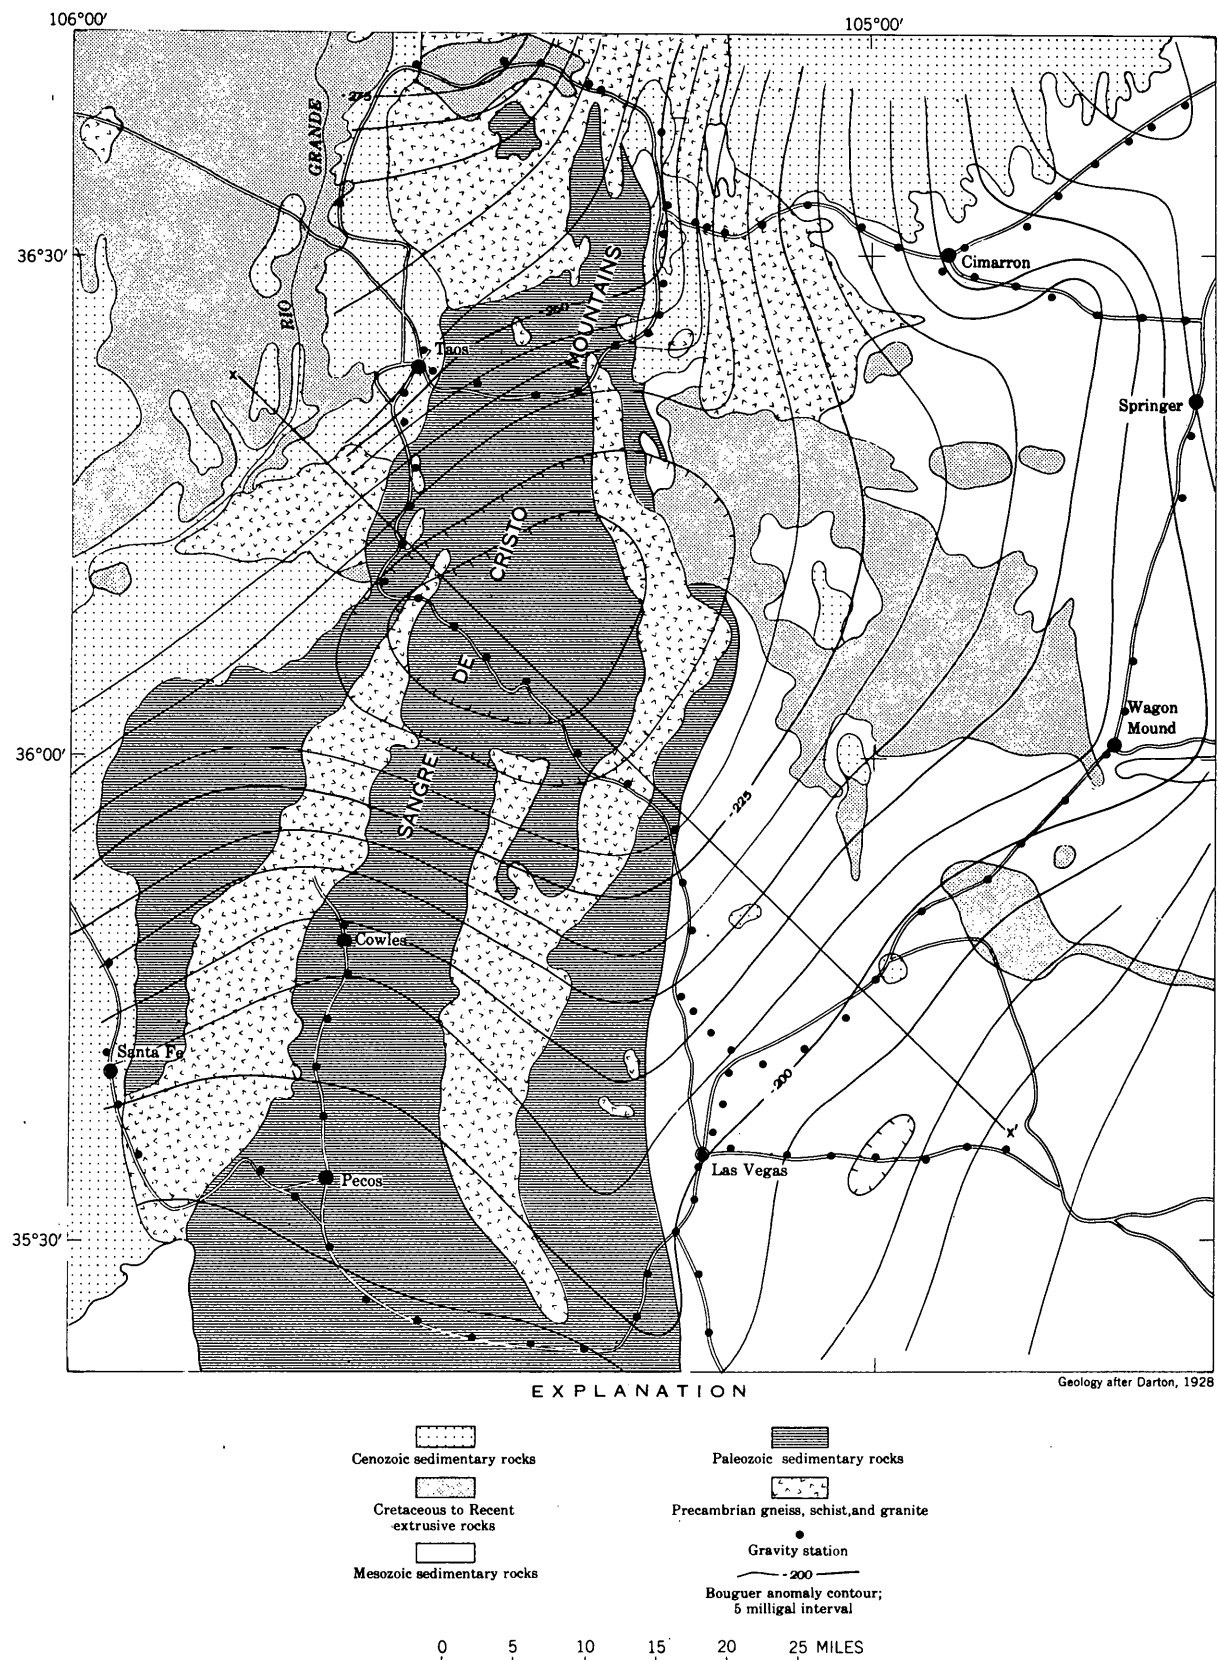 106°00′
105°00′
-275
GRANDE
RIO
36°30′
Cimarron
MOUNTAINS
-260
Taos
x
Springer
CRISTO
DE
SANGRE
Wagon
Mound
36°00′
-225
Cowles
Santa Fe
-200
x′
Las Vegas
Pecos
35°30′
Geology after Darton, 1928
EXPLANATION
Cenozoic sedimentary rocks
Paleozoic sedimentary rocks
Cretaceous to Recent
extrusive rocks
Precambrian gneiss, schist, and granite
Mesozoic sedimentary rocks
Gravity station
-200
Bouguer anomaly contour;
5 milligal interval
0 5 10 15 20 25 MILES